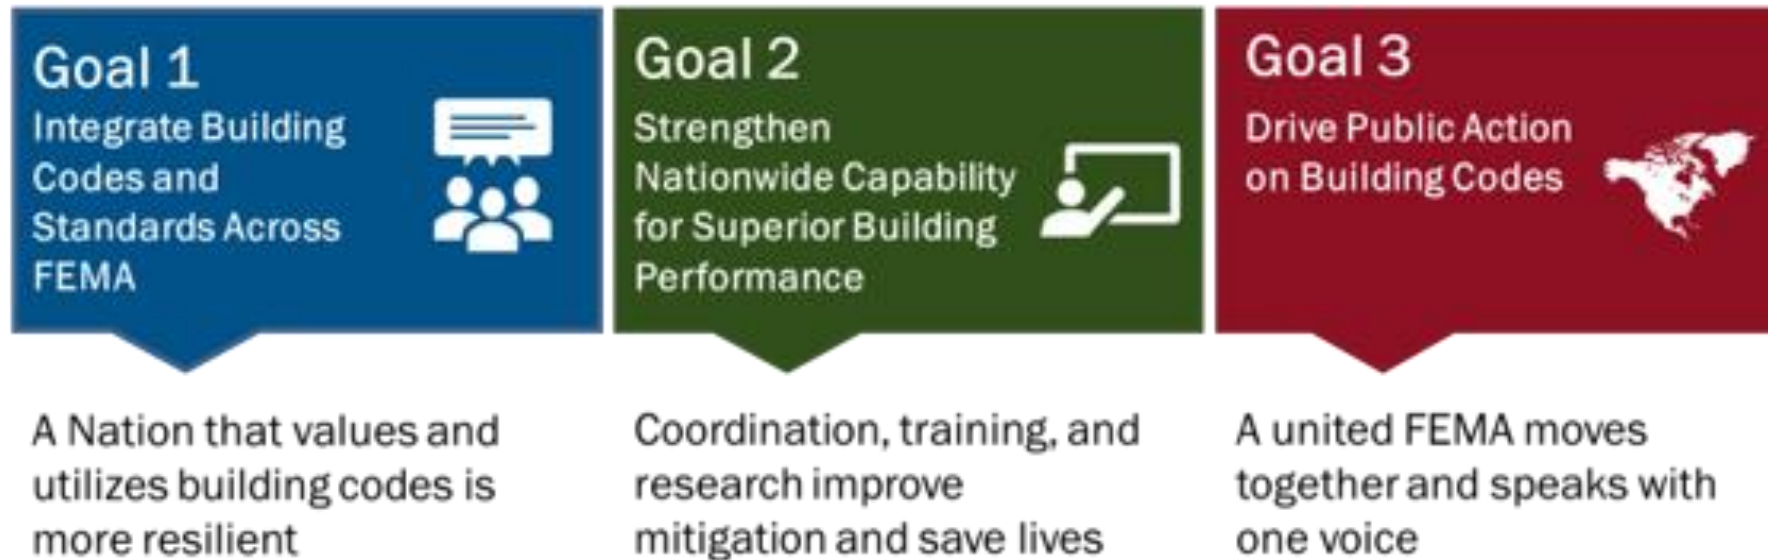 Goal 1
Integrate Building
Codes and
Standards Across
FEMA
A Nation that values and
utilizes building codes is
more resilient
Goal 2
Strengthen
Nationwide Capability
for Superior Building
Performance
Coordination, training, and
research improve
mitigation and save lives
Goal 3
Drive Public Action
on Building Codes
A united FEMA moves
together and speaks with
one voice